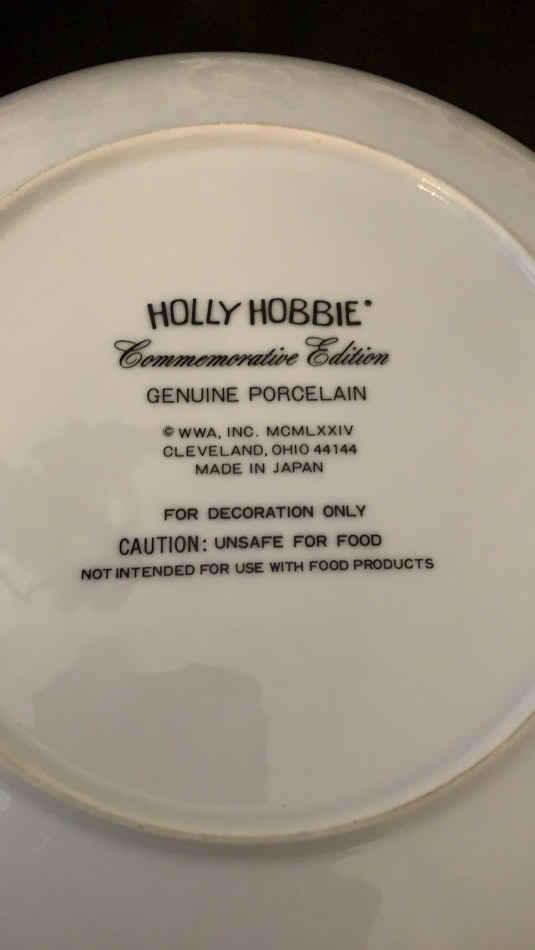 HOLLY HOBBIE®
Commemorative Edition
GENUINE PORCELAIN
© WWA, INC. MCMLXXIV
CLEVELAND, OHIO 44144
MADE IN JAPAN
FOR DECORATION ONLY
CAUTION: UNSAFE FOR FOOD
NOT INTENDED FOR USE WITH FOOD PRODUCTS